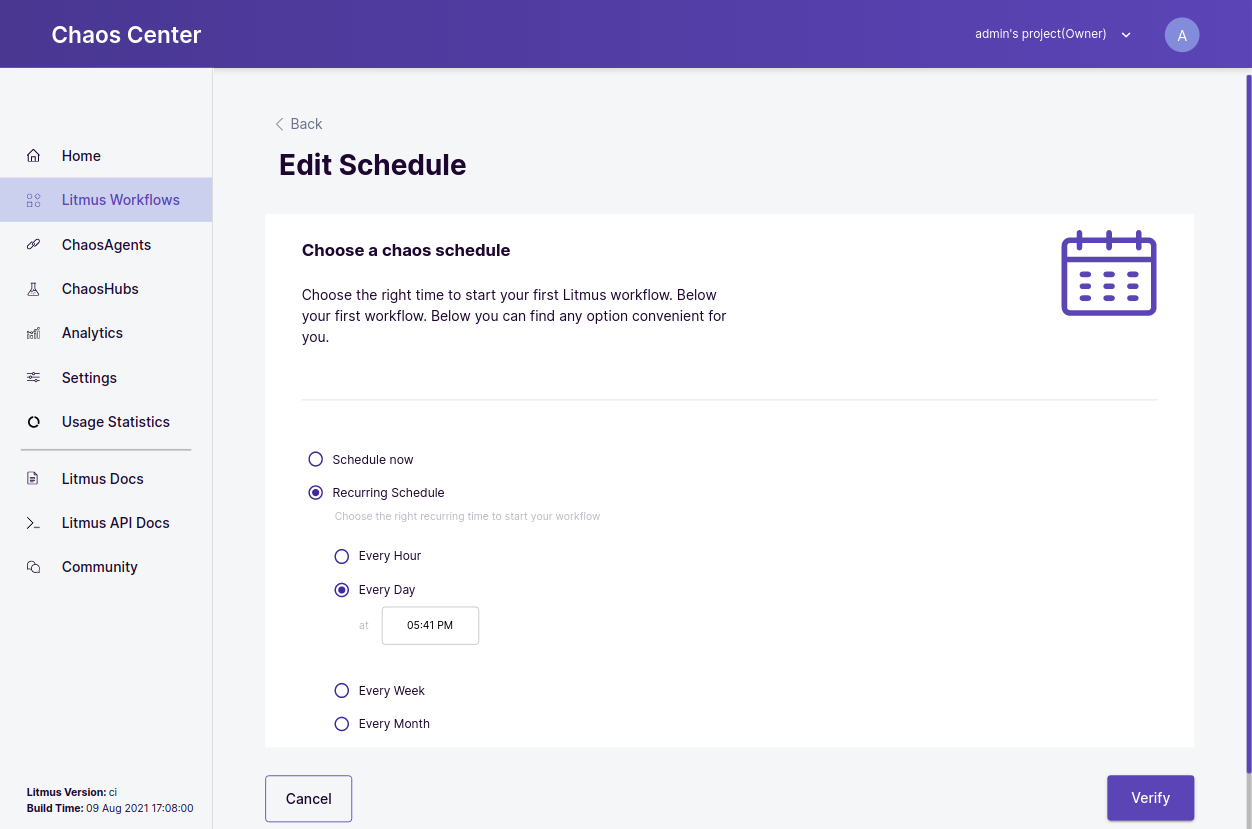 Chaos Center
admin's project(Owner)
A
Home
Litmus Workflows
ChaosAgents
ChaosHubs
Analytics
Settings
Usage Statistics
Litmus Docs
Litmus API Docs
Community
Litmus Version: ci
Build Time: 09 Aug 2021 17:08:00
Back
Edit Schedule
Choose a chaos schedule
Choose the right time to start your first Litmus workflow. Below
your first workflow. Below you can find any option convenient for
you.
Schedule now
Recurring Schedule
Choose the right recurring time to start your workflow
Every Hour
Every Day
at 05:41 PM
Every Week
Every Month
Cancel
Verify